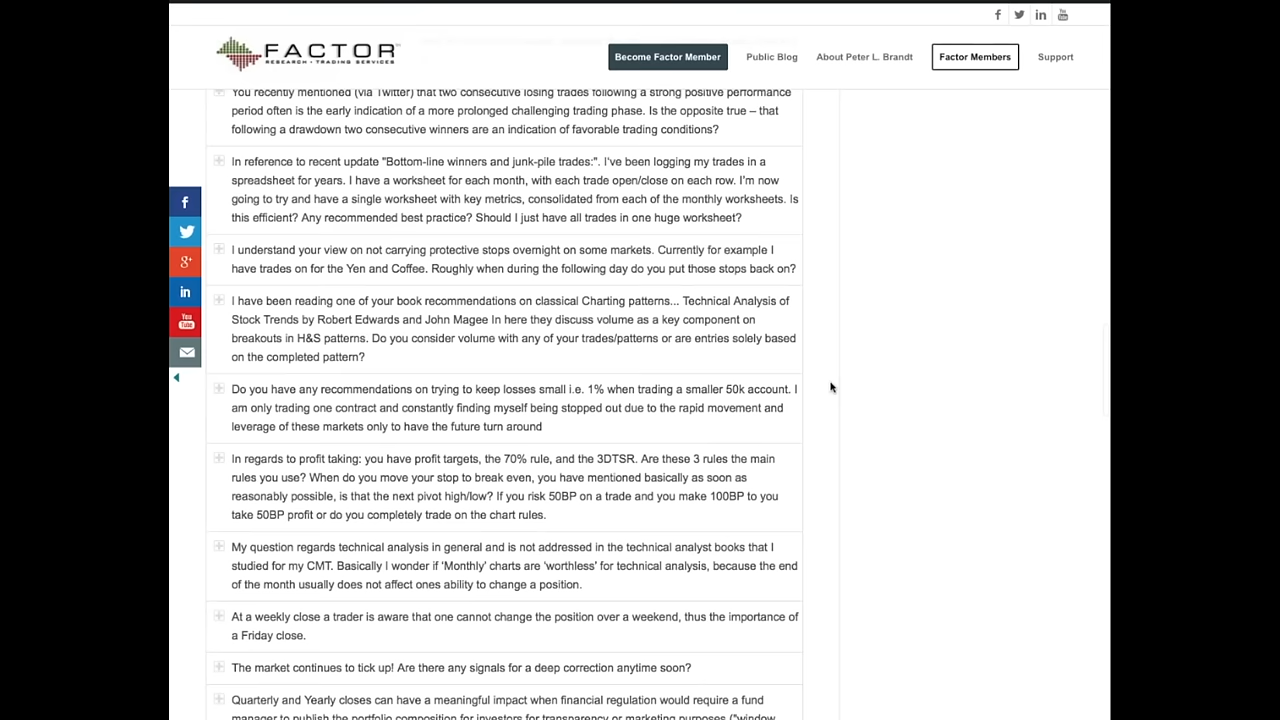 FACTOR
RESEARCH • TRADING SERVICES
Become Factor Member
Public Blog
About Peter L. Brandt
Factor Members
Support
You recently mentioned (via Twitter) that two consecutive losing trades following a strong positive performance
period often is the early indication of a more prolonged challenging trading phase. Is the opposite true – that
following a drawdown two consecutive winners are an indication of favorable trading conditions?
In reference to recent update "Bottom-line winners and junk-pile trades:". I've been logging my trades in a
spreadsheet for years. I have a worksheet for each month, with each trade open/close on each row. I'm now
going to try and have a single worksheet with key metrics, consolidated from each of the monthly worksheets. Is
this efficient? Any recommended best practice? Should I just have all trades in one huge worksheet?
I understand your view on not carrying protective stops overnight on some markets. Currently for example I
have trades on for the Yen and Coffee. Roughly when during the following day do you put those stops back on?
I have been reading one of your book recommendations on classical Charting patterns... Technical Analysis of
Stock Trends by Robert Edwards and John Magee In here they discuss volume as a key component on
breakouts in H&S patterns. Do you consider volume with any of your trades/patterns or are entries solely based
on the completed pattern?
Do you have any recommendations on trying to keep losses small i.e. 1% when trading a smaller 50k account. I
am only trading one contract and constantly finding myself being stopped out due to the rapid movement and
leverage of these markets only to have the future turn around
In regards to profit taking: you have profit targets, the 70% rule, and the 3DTSR. Are these 3 rules the main
rules you use? When do you move your stop to break even, you have mentioned basically as soon as
reasonably possible, is that the next pivot high/low? If you risk 50BP on a trade and you make 100BP to you
take 50BP profit or do you completely trade on the chart rules.
My question regards technical analysis in general and is not addressed in the technical analyst books that I
studied for my CMT. Basically I wonder if 'Monthly' charts are 'worthless' for technical analysis, because the end
of the month usually does not affect ones ability to change a position.
At a weekly close a trader is aware that one cannot change the position over a weekend, thus the importance of
a Friday close.
The market continues to tick up! Are there any signals for a deep correction anytime soon?
Quarterly and Yearly closes can have a meaningful impact when financial regulation would require a fund
manager to publish the portfolio composition for investors for transparency or marketing purposes ("window